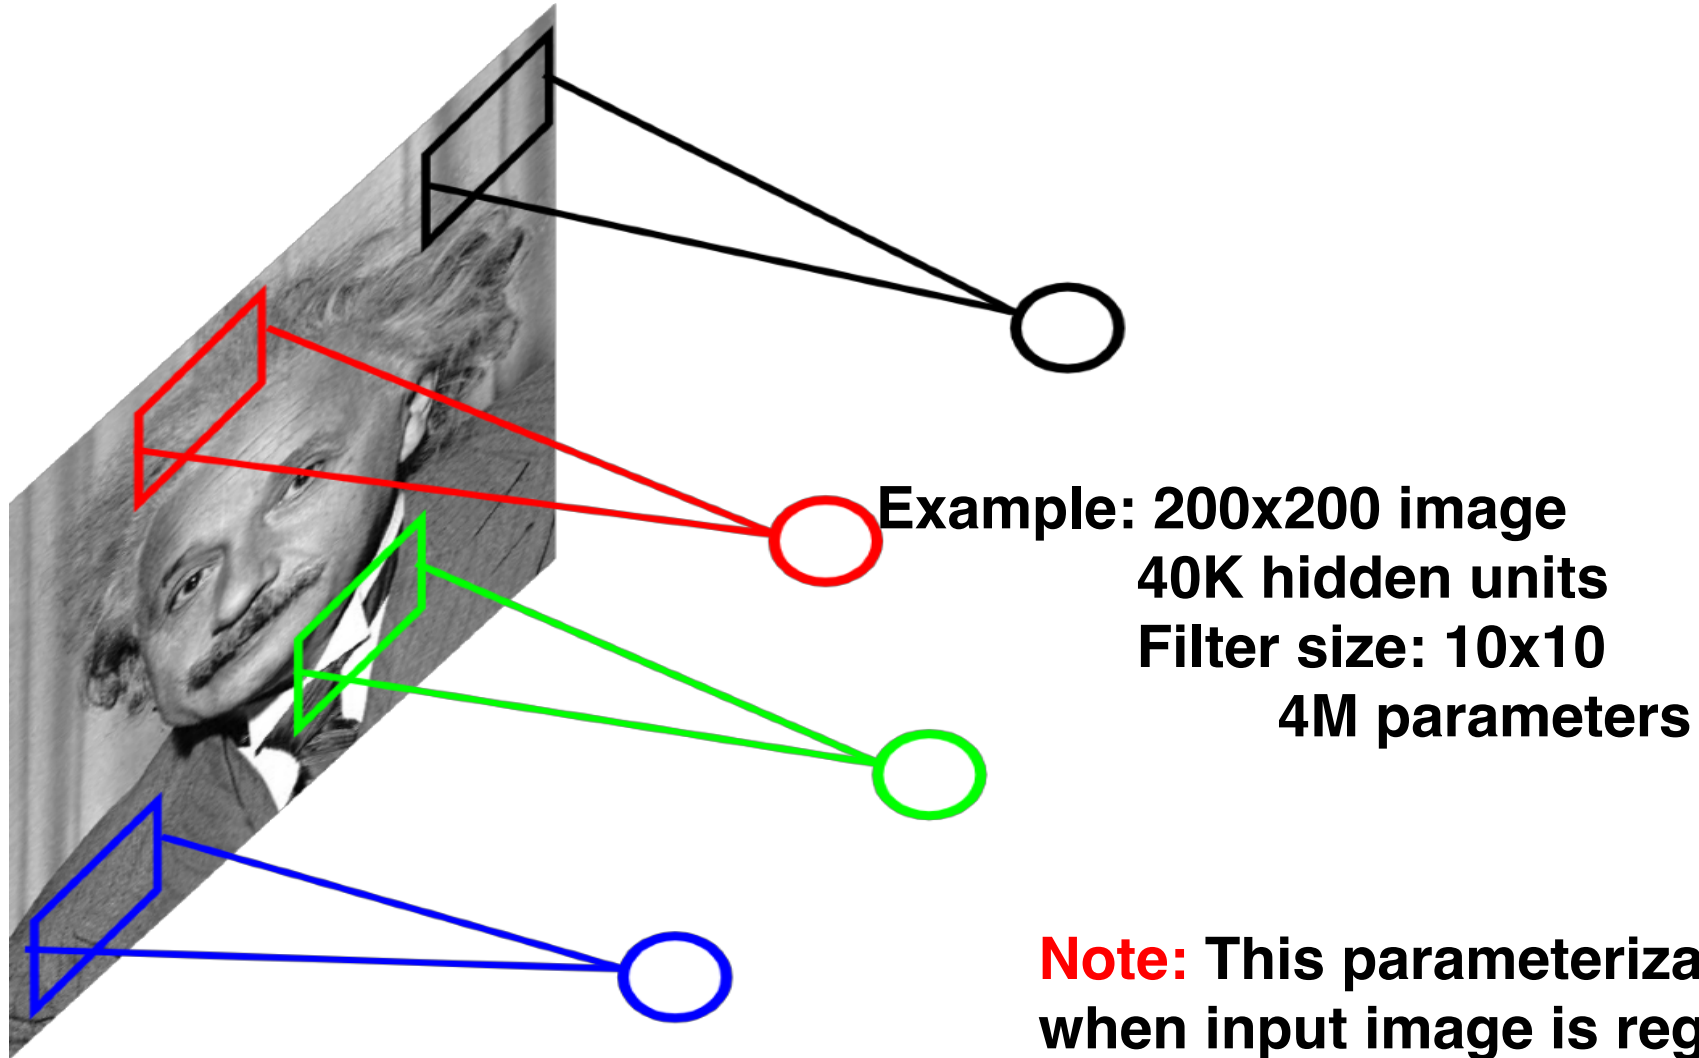 Example: 200x200 image
40K hidden units
Filter size: 10x10
4M parameters
Note: This parameteriza
when input image is reg